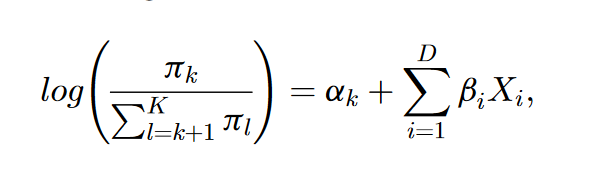 log(π_k / ∑_{l=k+1}^{K} π_l) = α_k + ∑_{i=1}^{D} β_i X_i,